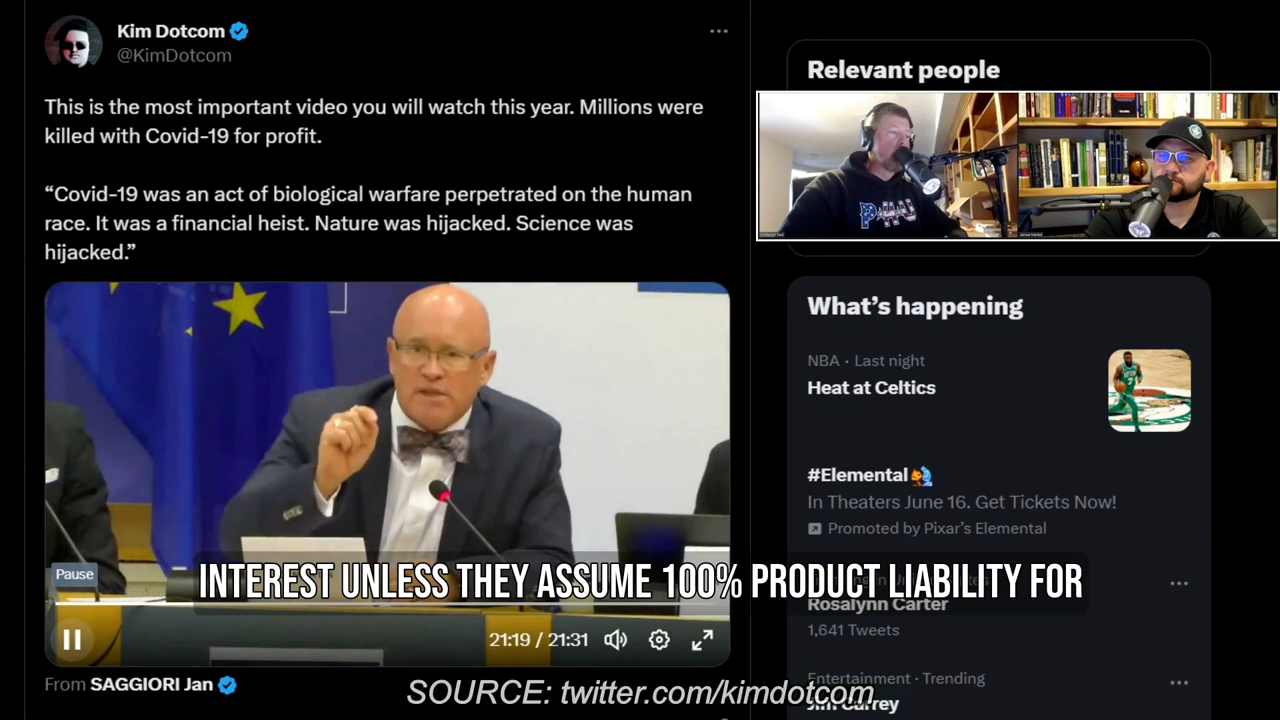 Kim Dotcom
@KimDotcom
This is the most important video you will watch this year. Millions were
killed with Covid-19 for profit.
“Covid-19 was an act of biological warfare perpetrated on the human
race. It was a financial heist. Nature was hijacked. Science was
hijacked.”
Pause
INTEREST UNLESS THEY ASSUME 100% PRODUCT LIABILITY FOR
21:19 / 21:31
From SAGGIORI Jan
SOURCE: twitter.com/kimdotcom
Relevant people
What’s happening
NBA · Last night
Heat at Celtics
#Elemental
In Theaters June 16. Get Tickets Now!
Promoted by Pixar’s Elemental
Rosalynn Carter
1,641 Tweets
Entertainment · Trending
Jim Carrey